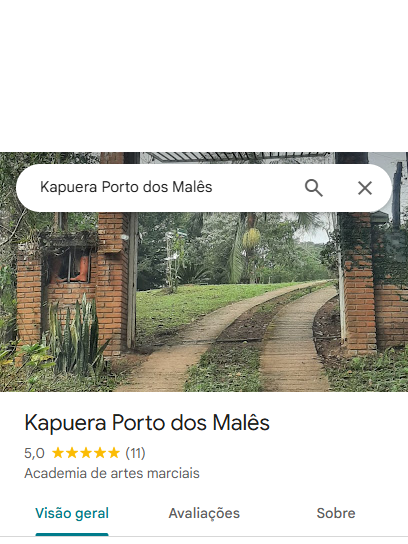 Kapuera Porto dos Malês
Kapuera Porto dos Malês
5,0 ★★★★★ (11)
Academia de artes marciais
Visão geral Avaliações Sobre